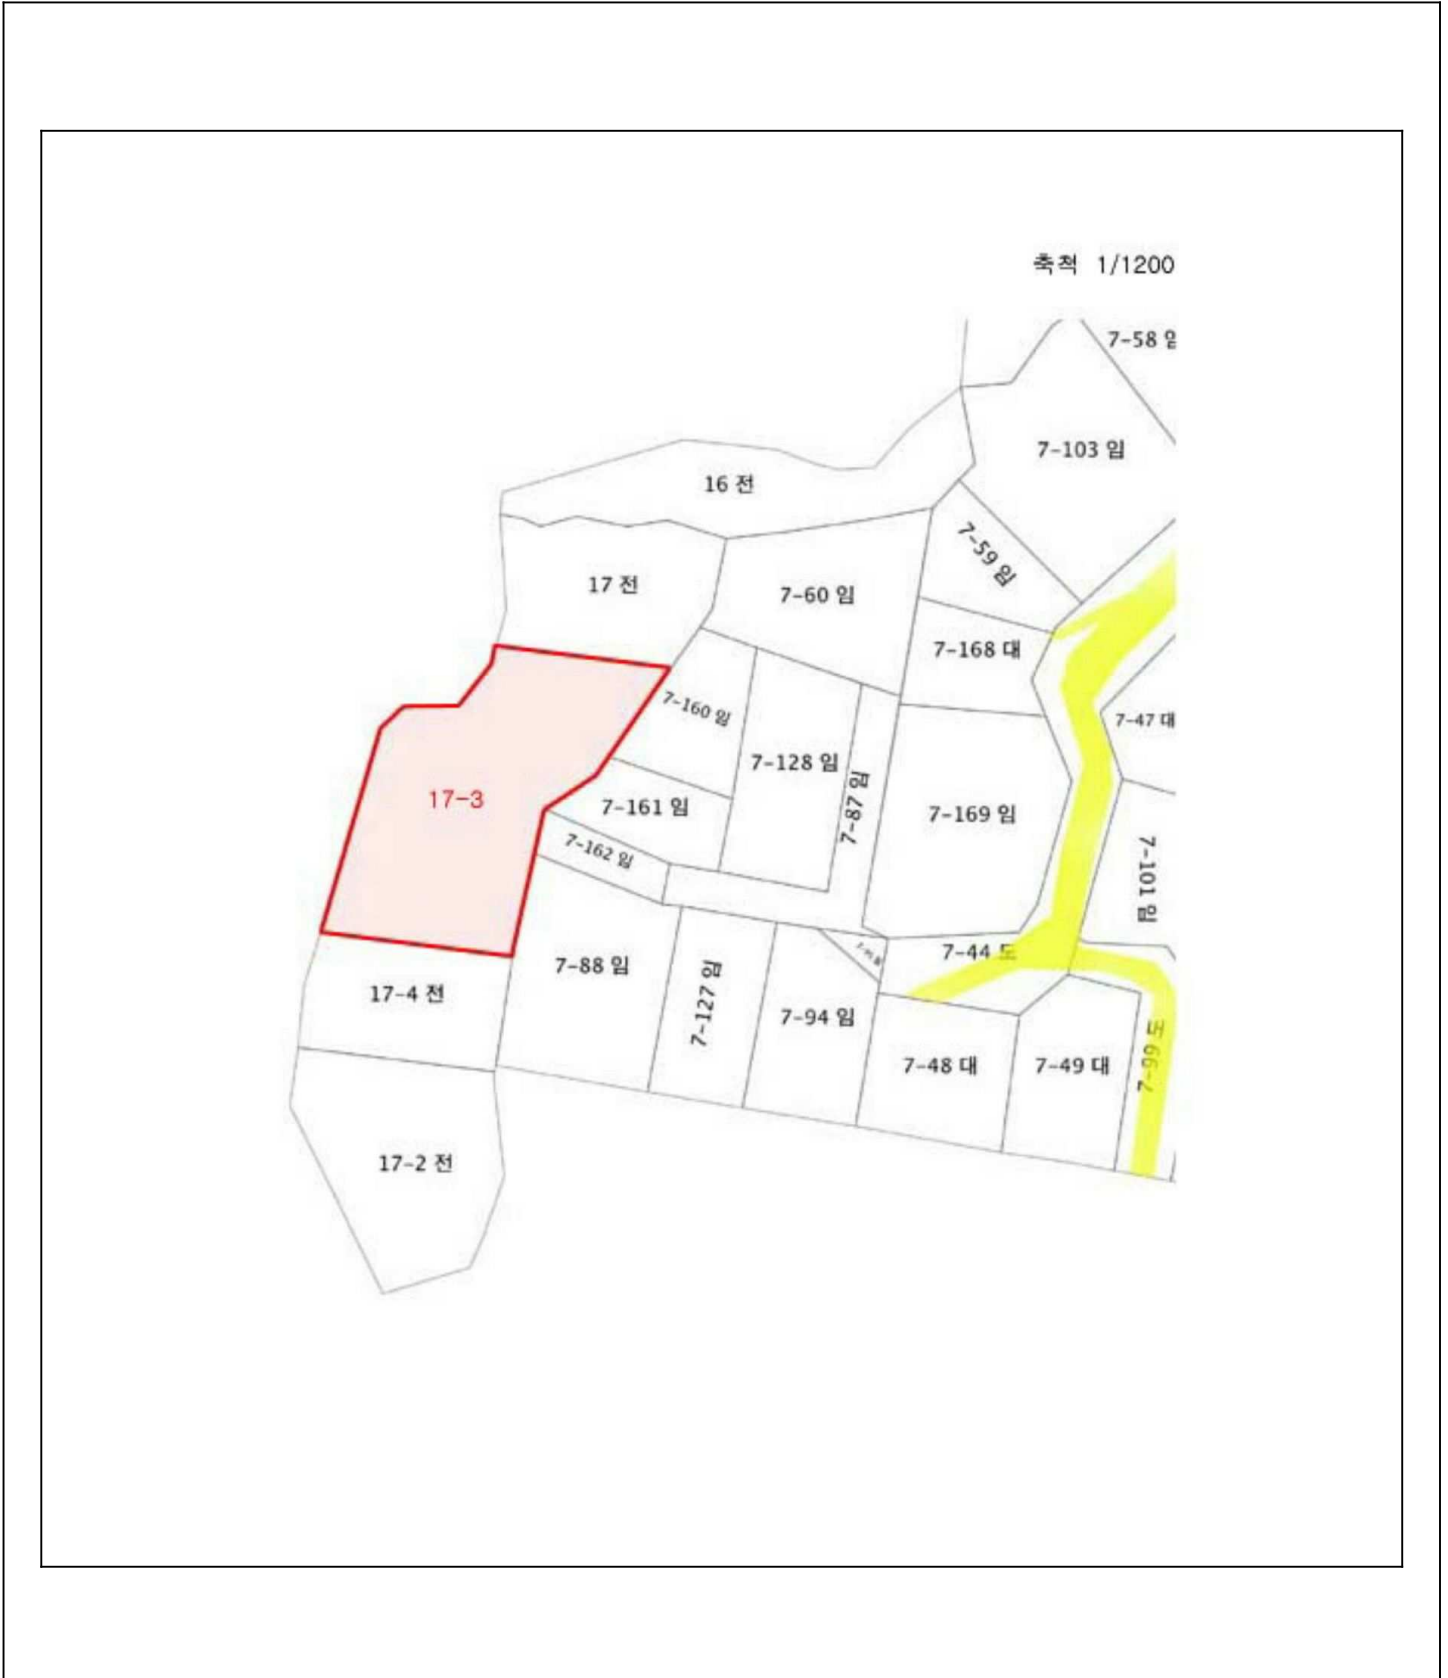 축척 1/1200
7-58 임
7-103 임
16 전
7-59 임
17 전
7-60 임
7-168 대
7-160 임
7-47 대
7-128 임
17-3
7-161 임
7-87 임
7-169 임
7-162 임
7-101 임
7-44 도
7-88 임
17-4 전
7-127 임
7-94 임
7-48 대
7-49 대
7-99 도
17-2 전